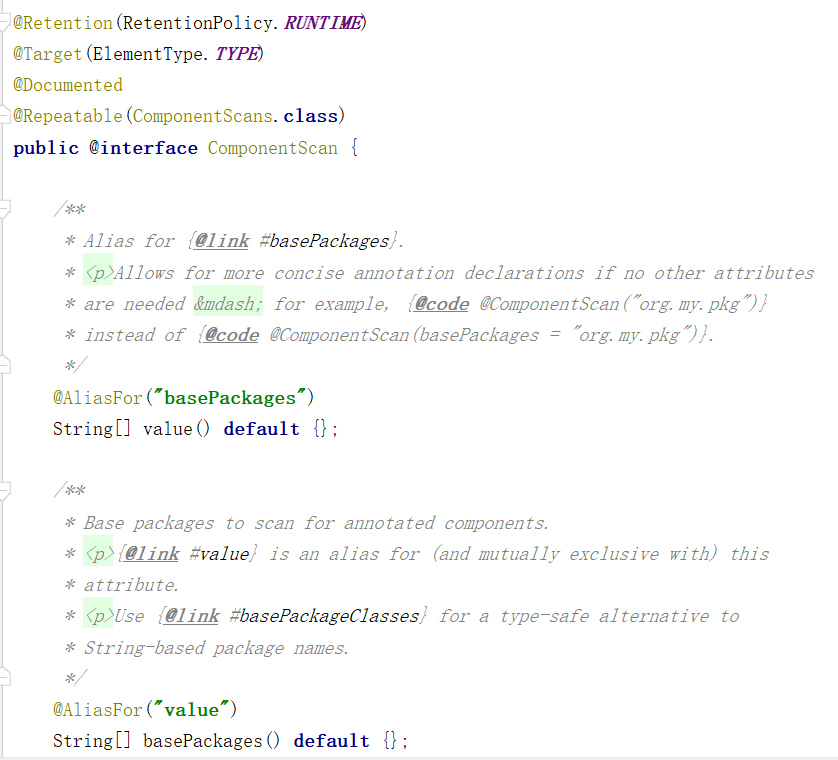 @Retention(RetentionPolicy.RUNTIME)
@Target(ElementType.TYPE)
@Documented
@Repeatable(ComponentScans.class)
public @interface ComponentScan {
/**
* Alias for {@link #basePackages}.
* <p>Allows for more concise annotation declarations if no other attributes
* are needed &mdash; for example, {@code @ComponentScan("org.my.pkg")}
* instead of {@code @ComponentScan(basePackages = "org.my.pkg")}.
*/
@AliasFor("basePackages")
String[] value() default {};
/**
* Base packages to scan for annotated components.
* <p>{@link #value} is an alias for (and mutually exclusive with) this
* attribute.
* <p>Use {@link #basePackageClasses} for a type-safe alternative to
* String-based package names.
*/
@AliasFor("value")
String[] basePackages() default {};